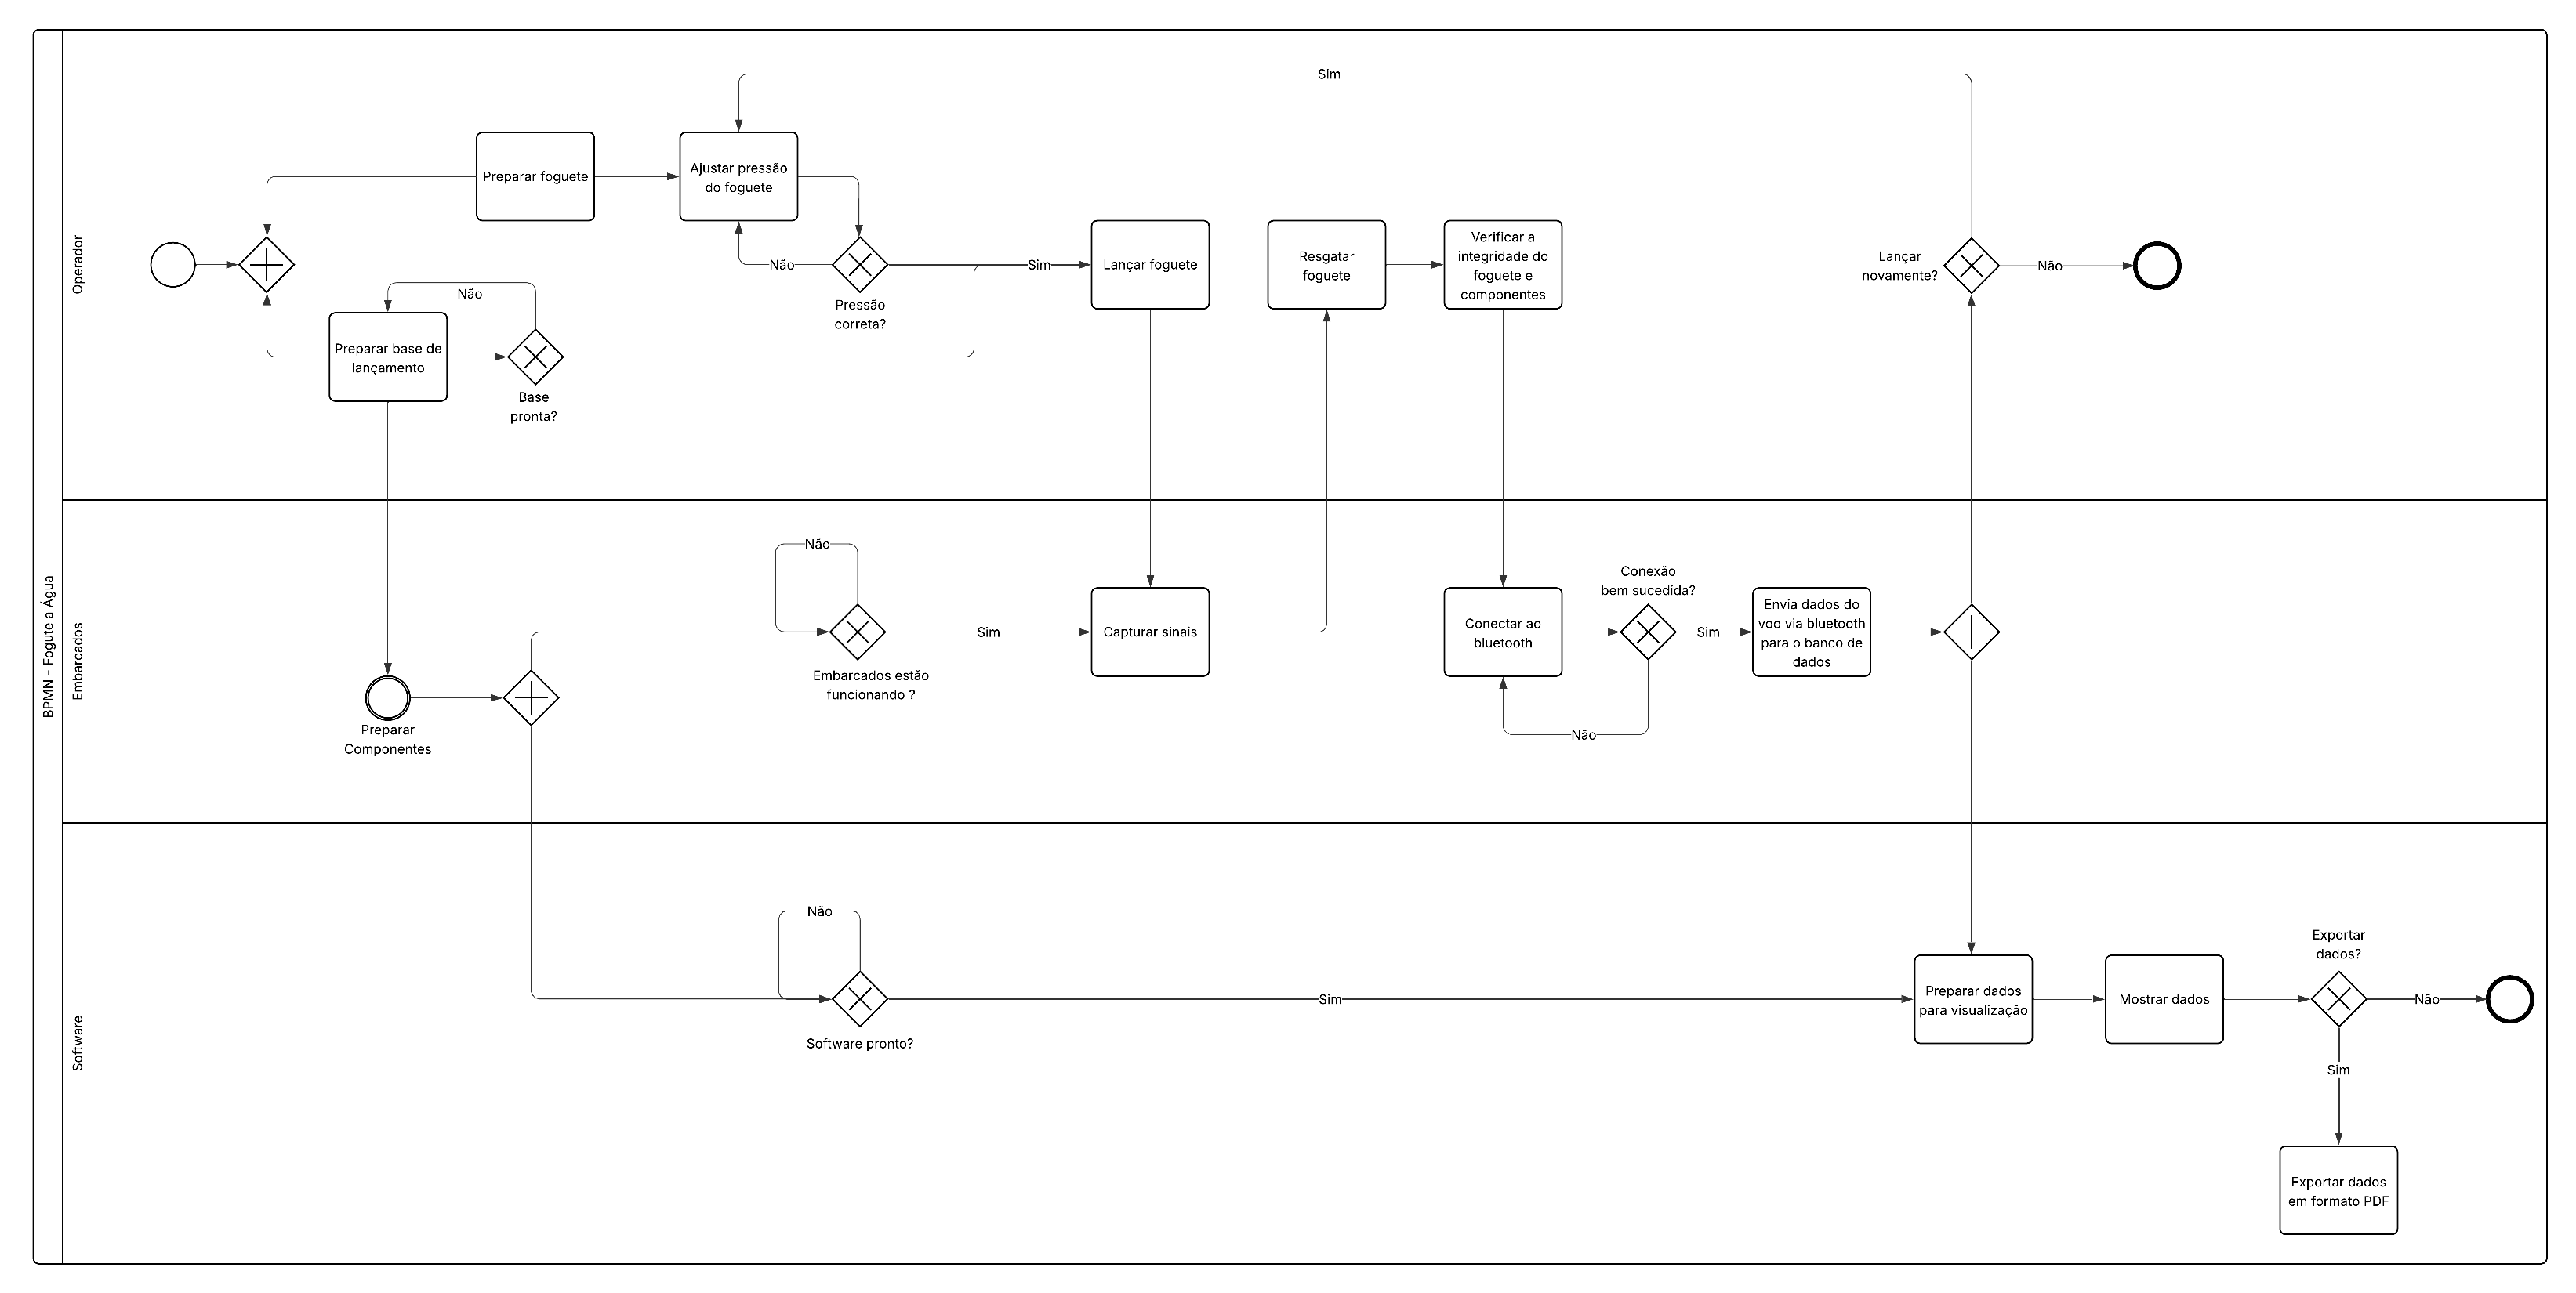 BPMN - Fogute a Água
Operador
Sim
Preparar foguete
Ajustar pressão
do foguete
Não
Pressão
correta?
Sim
Lançar foguete
Resgatar
foguete
Verificar a
integridade do
foguete e
componentes
Lançar
novamente?
Não
Não
Preparar base de
lançamento
Base
pronta?
Embarcados
Preparar
Componentes
Não
Embarcados estão
funcionando ?
Sim
Capturar sinais
Conectar ao
bluetooth
Conexão
bem sucedida?
Sim
Não
Envia dados do
voo via bluetooth
para o banco de
dados
Software
Não
Software pronto?
Sim
Preparar dados
para visualização
Mostrar dados
Exportar
dados?
Não
Sim
Exportar dados
em formato PDF